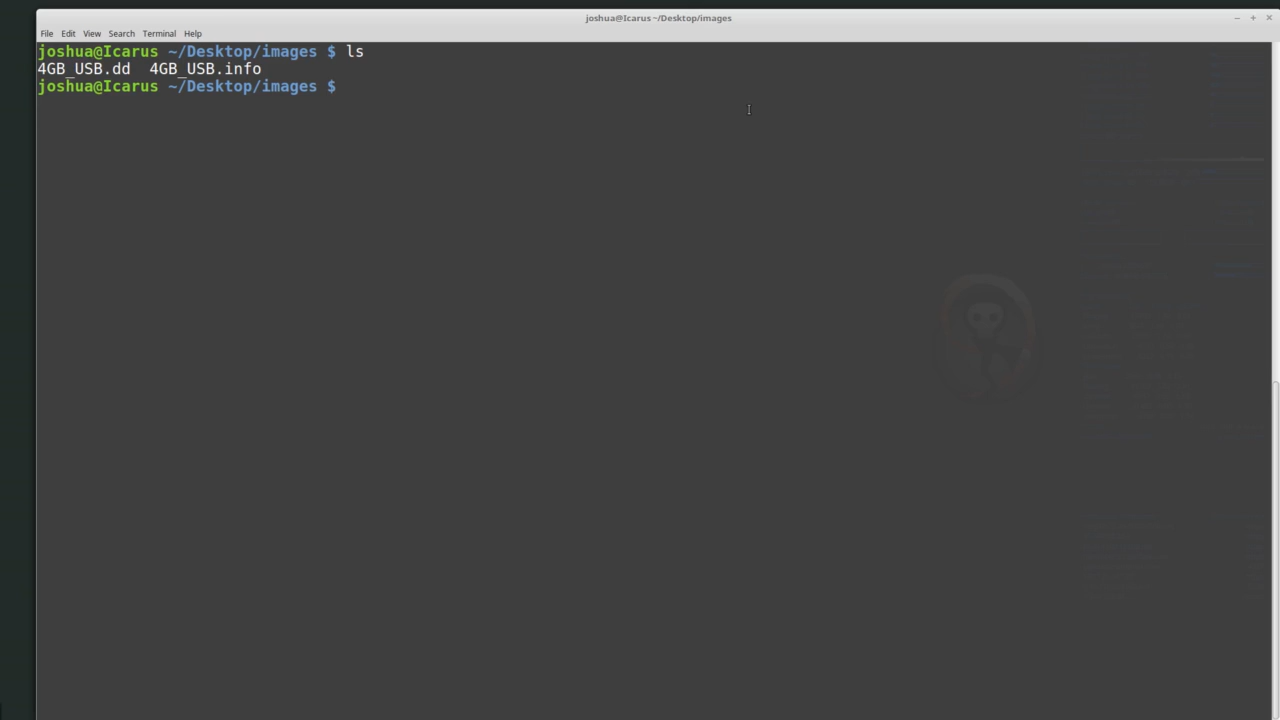 joshua@Icarus ~/Desktop/images
File Edit View Search Terminal Help
joshua@Icarus ~/Desktop/images $ ls
4GB_USB.dd  4GB_USB.info
joshua@Icarus ~/Desktop/images $